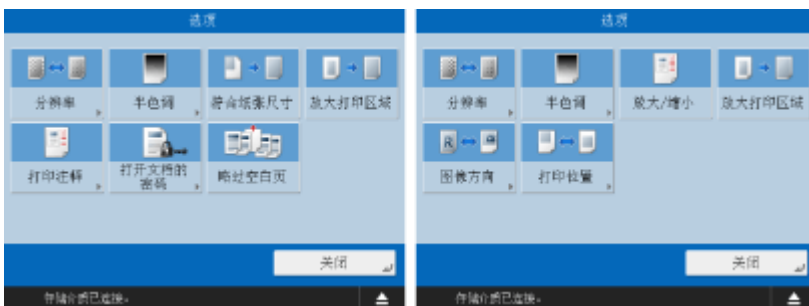 选项
分辨率
半色调
符合纸张尺寸
放大打印区域
打印注释
打开文档的
密码
略过空白页
关闭
存储介质已连接。
选项
分辨率
半色调
放大/缩小
放大打印区域
图像方向
打印位置
关闭
存储介质已连接。